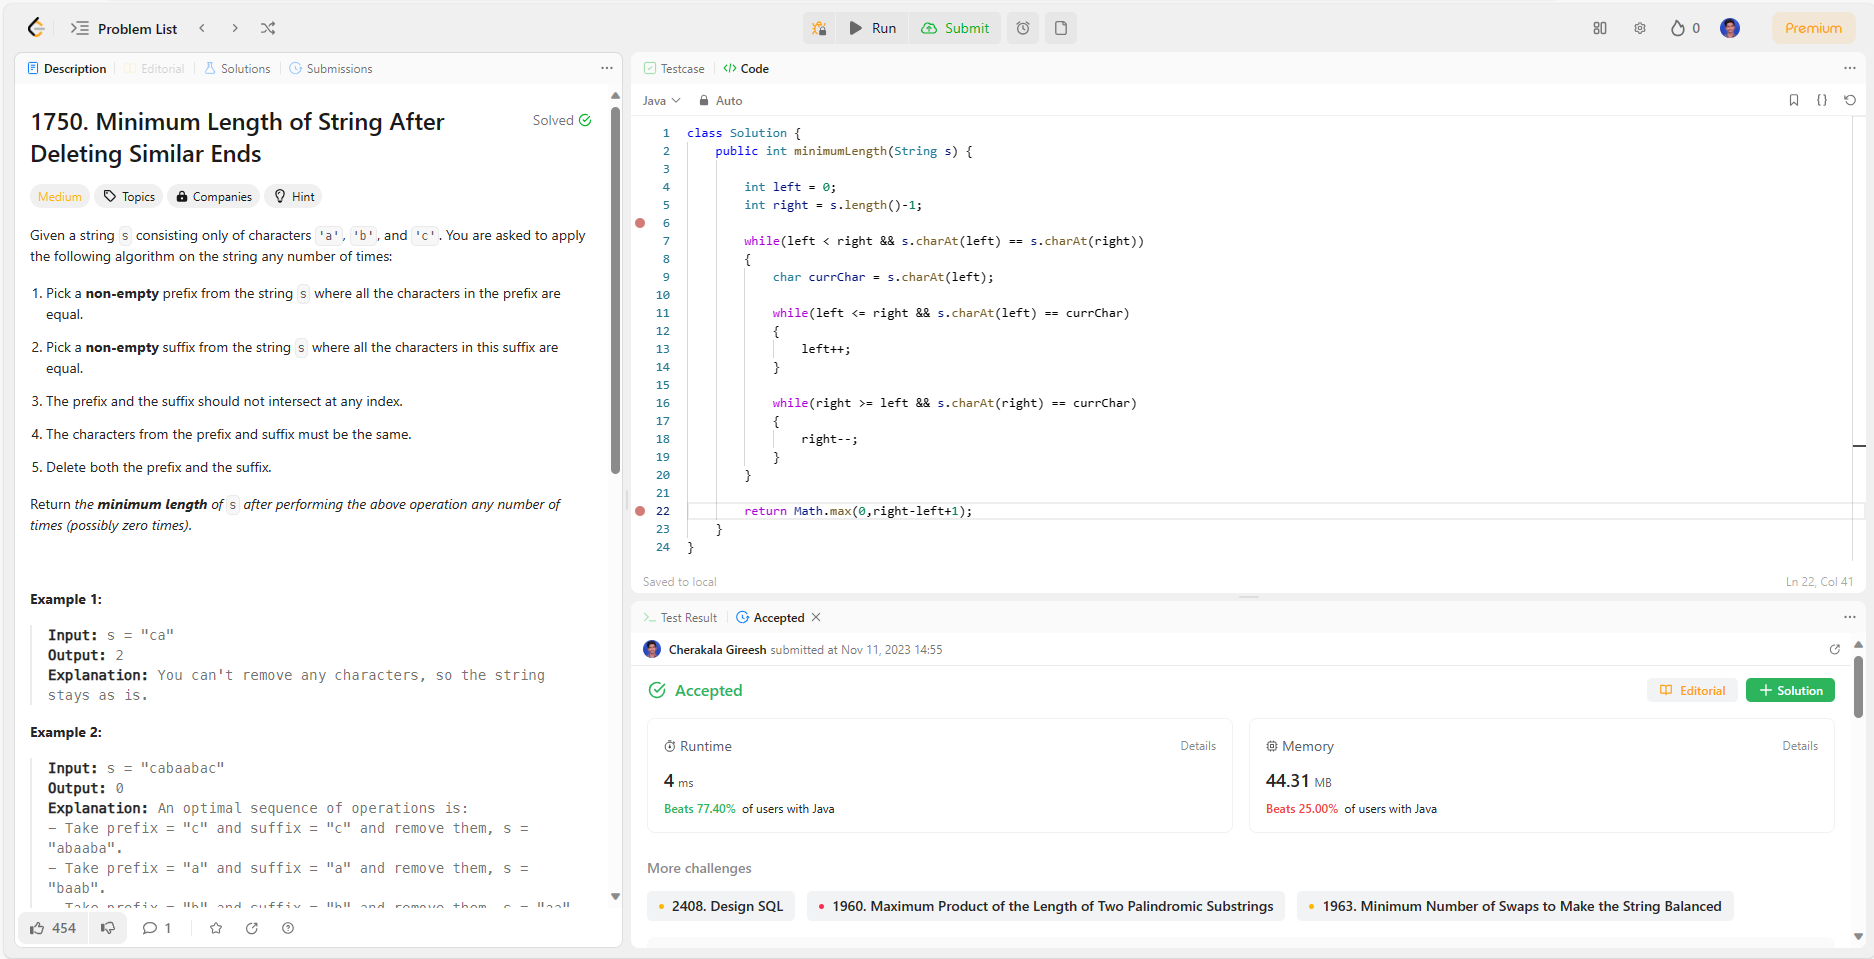 Problem List
Run
Submit
0
Premium
Description
Editorial
Solutions
Submissions
1750. Minimum Length of String After
Deleting Similar Ends
Solved
Medium
Topics
Companies
Hint
Given a string s consisting only of characters 'a', 'b', and 'c'. You are asked to apply
the following algorithm on the string any number of times:
1. Pick a non-empty prefix from the string s where all the characters in the prefix are
equal.
2. Pick a non-empty suffix from the string s where all the characters in this suffix are
equal.
3. The prefix and the suffix should not intersect at any index.
4. The characters from the prefix and suffix must be the same.
5. Delete both the prefix and the suffix.
Return the minimum length of s after performing the above operation any number of
times (possibly zero times).
Example 1:
Input: s = "ca"
Output: 2
Explanation: You can't remove any characters, so the string
stays as is.
Example 2:
Input: s = "cabaabac"
Output: 0
Explanation: An optimal sequence of operations is:
- Take prefix = "c" and suffix = "c" and remove them, s =
"abaaba".
- Take prefix = "a" and suffix = "a" and remove them, s =
"baab".
- Take prefix = "b" and suffix = "b" and remove them, s = "aa"
454
1
Testcase
Code
Java
Auto
1 class Solution {
2 public int minimumLength(String s) {
3
4 int left = 0;
5 int right = s.length()-1;
6
7 while(left < right && s.charAt(left) == s.charAt(right))
8 {
9 char currChar = s.charAt(left);
10
11 while(left <= right && s.charAt(left) == currChar)
12 {
13 left++;
14 }
15
16 while(right >= left && s.charAt(right) == currChar)
17 {
18 right--;
19 }
20 }
21
22 return Math.max(0,right-left+1);
23 }
24 }
Saved to local
Ln 22, Col 41
Test Result
Accepted
Cherakala Gireesh submitted at Nov 11, 2023 14:55
Accepted
Editorial
Solution
Runtime
Details
4 ms
Beats 77.40% of users with Java
Memory
Details
44.31 MB
Beats 25.00% of users with Java
More challenges
2408. Design SQL
1960. Maximum Product of the Length of Two Palindromic Substrings
1963. Minimum Number of Swaps to Make the String Balanced